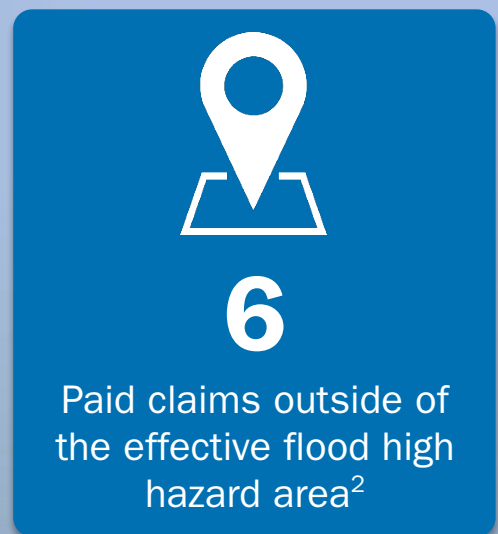 6
Paid claims outside of
the effective flood high
hazard area²